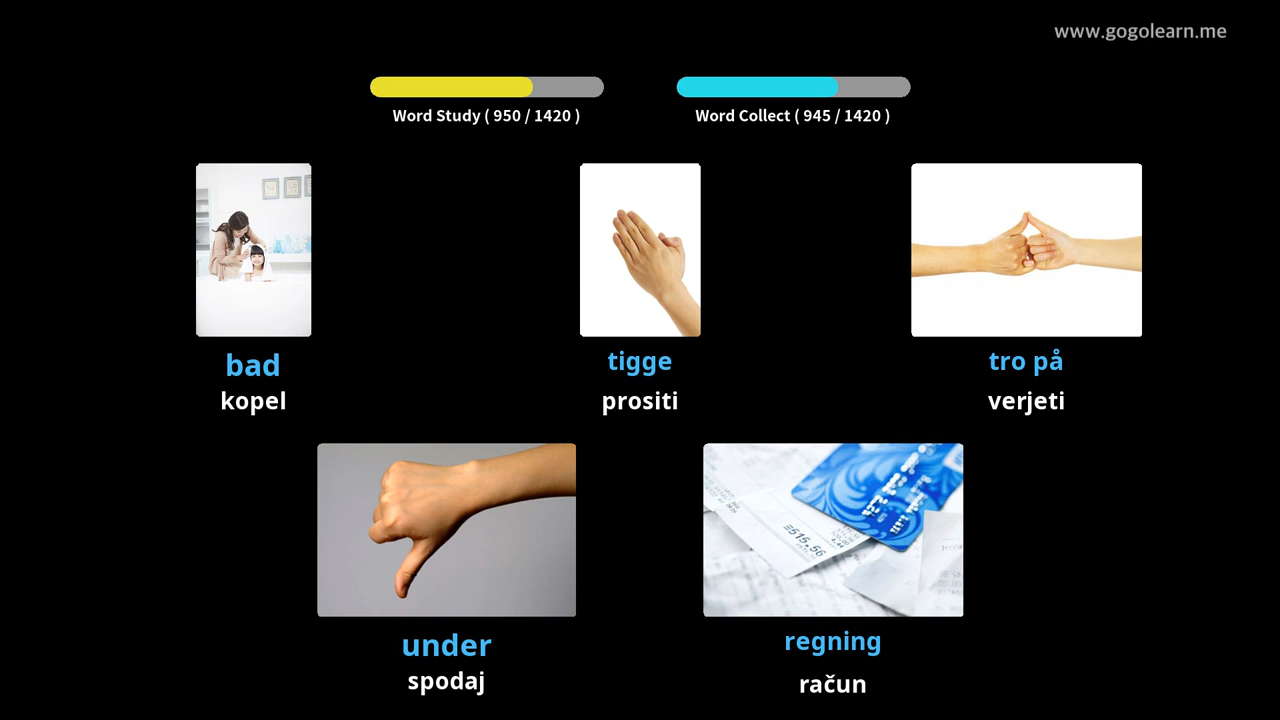 www.gogolearn.me
Word Study ( 950 / 1420 )
Word Collect ( 945 / 1420 )
bad
kopel
tigge
prositi
tro på
verjeti
under
spodaj
regning
račun